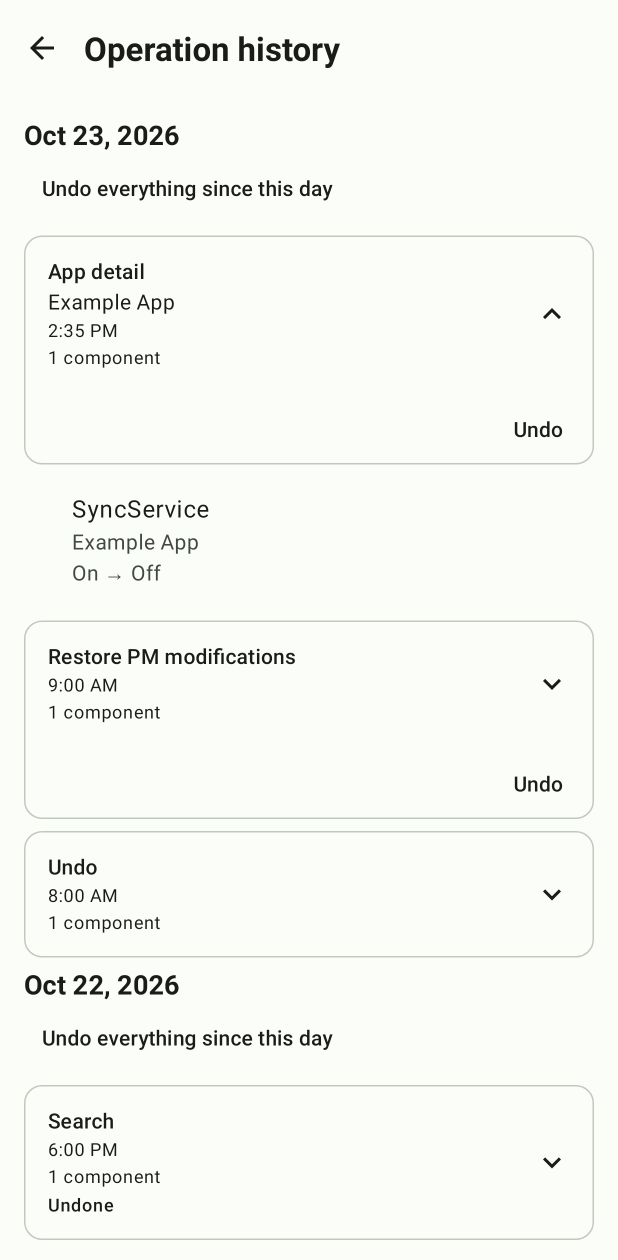 Operation history
Oct 23, 2026
Undo everything since this day
App detail
Example App
2:35 PM
1 component
Undo
SyncService
Example App
On → Off
Restore PM modifications
9:00 AM
1 component
Undo
Undo
8:00 AM
1 component
Oct 22, 2026
Undo everything since this day
Search
6:00 PM
1 component
Undone